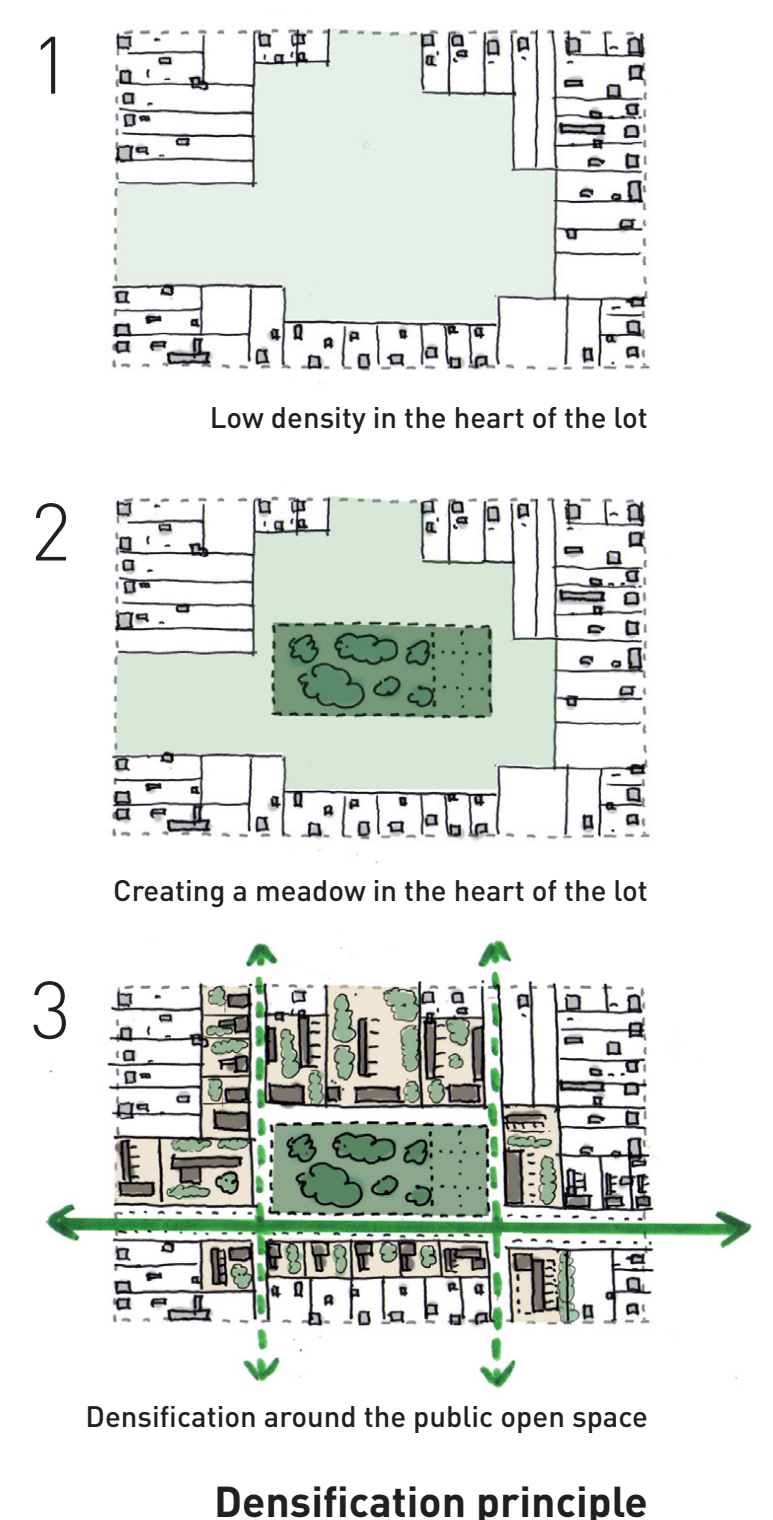 1
Low density in the heart of the lot
2
Creating a meadow in the heart of the lot
3
Densification around the public open space
Densification principle